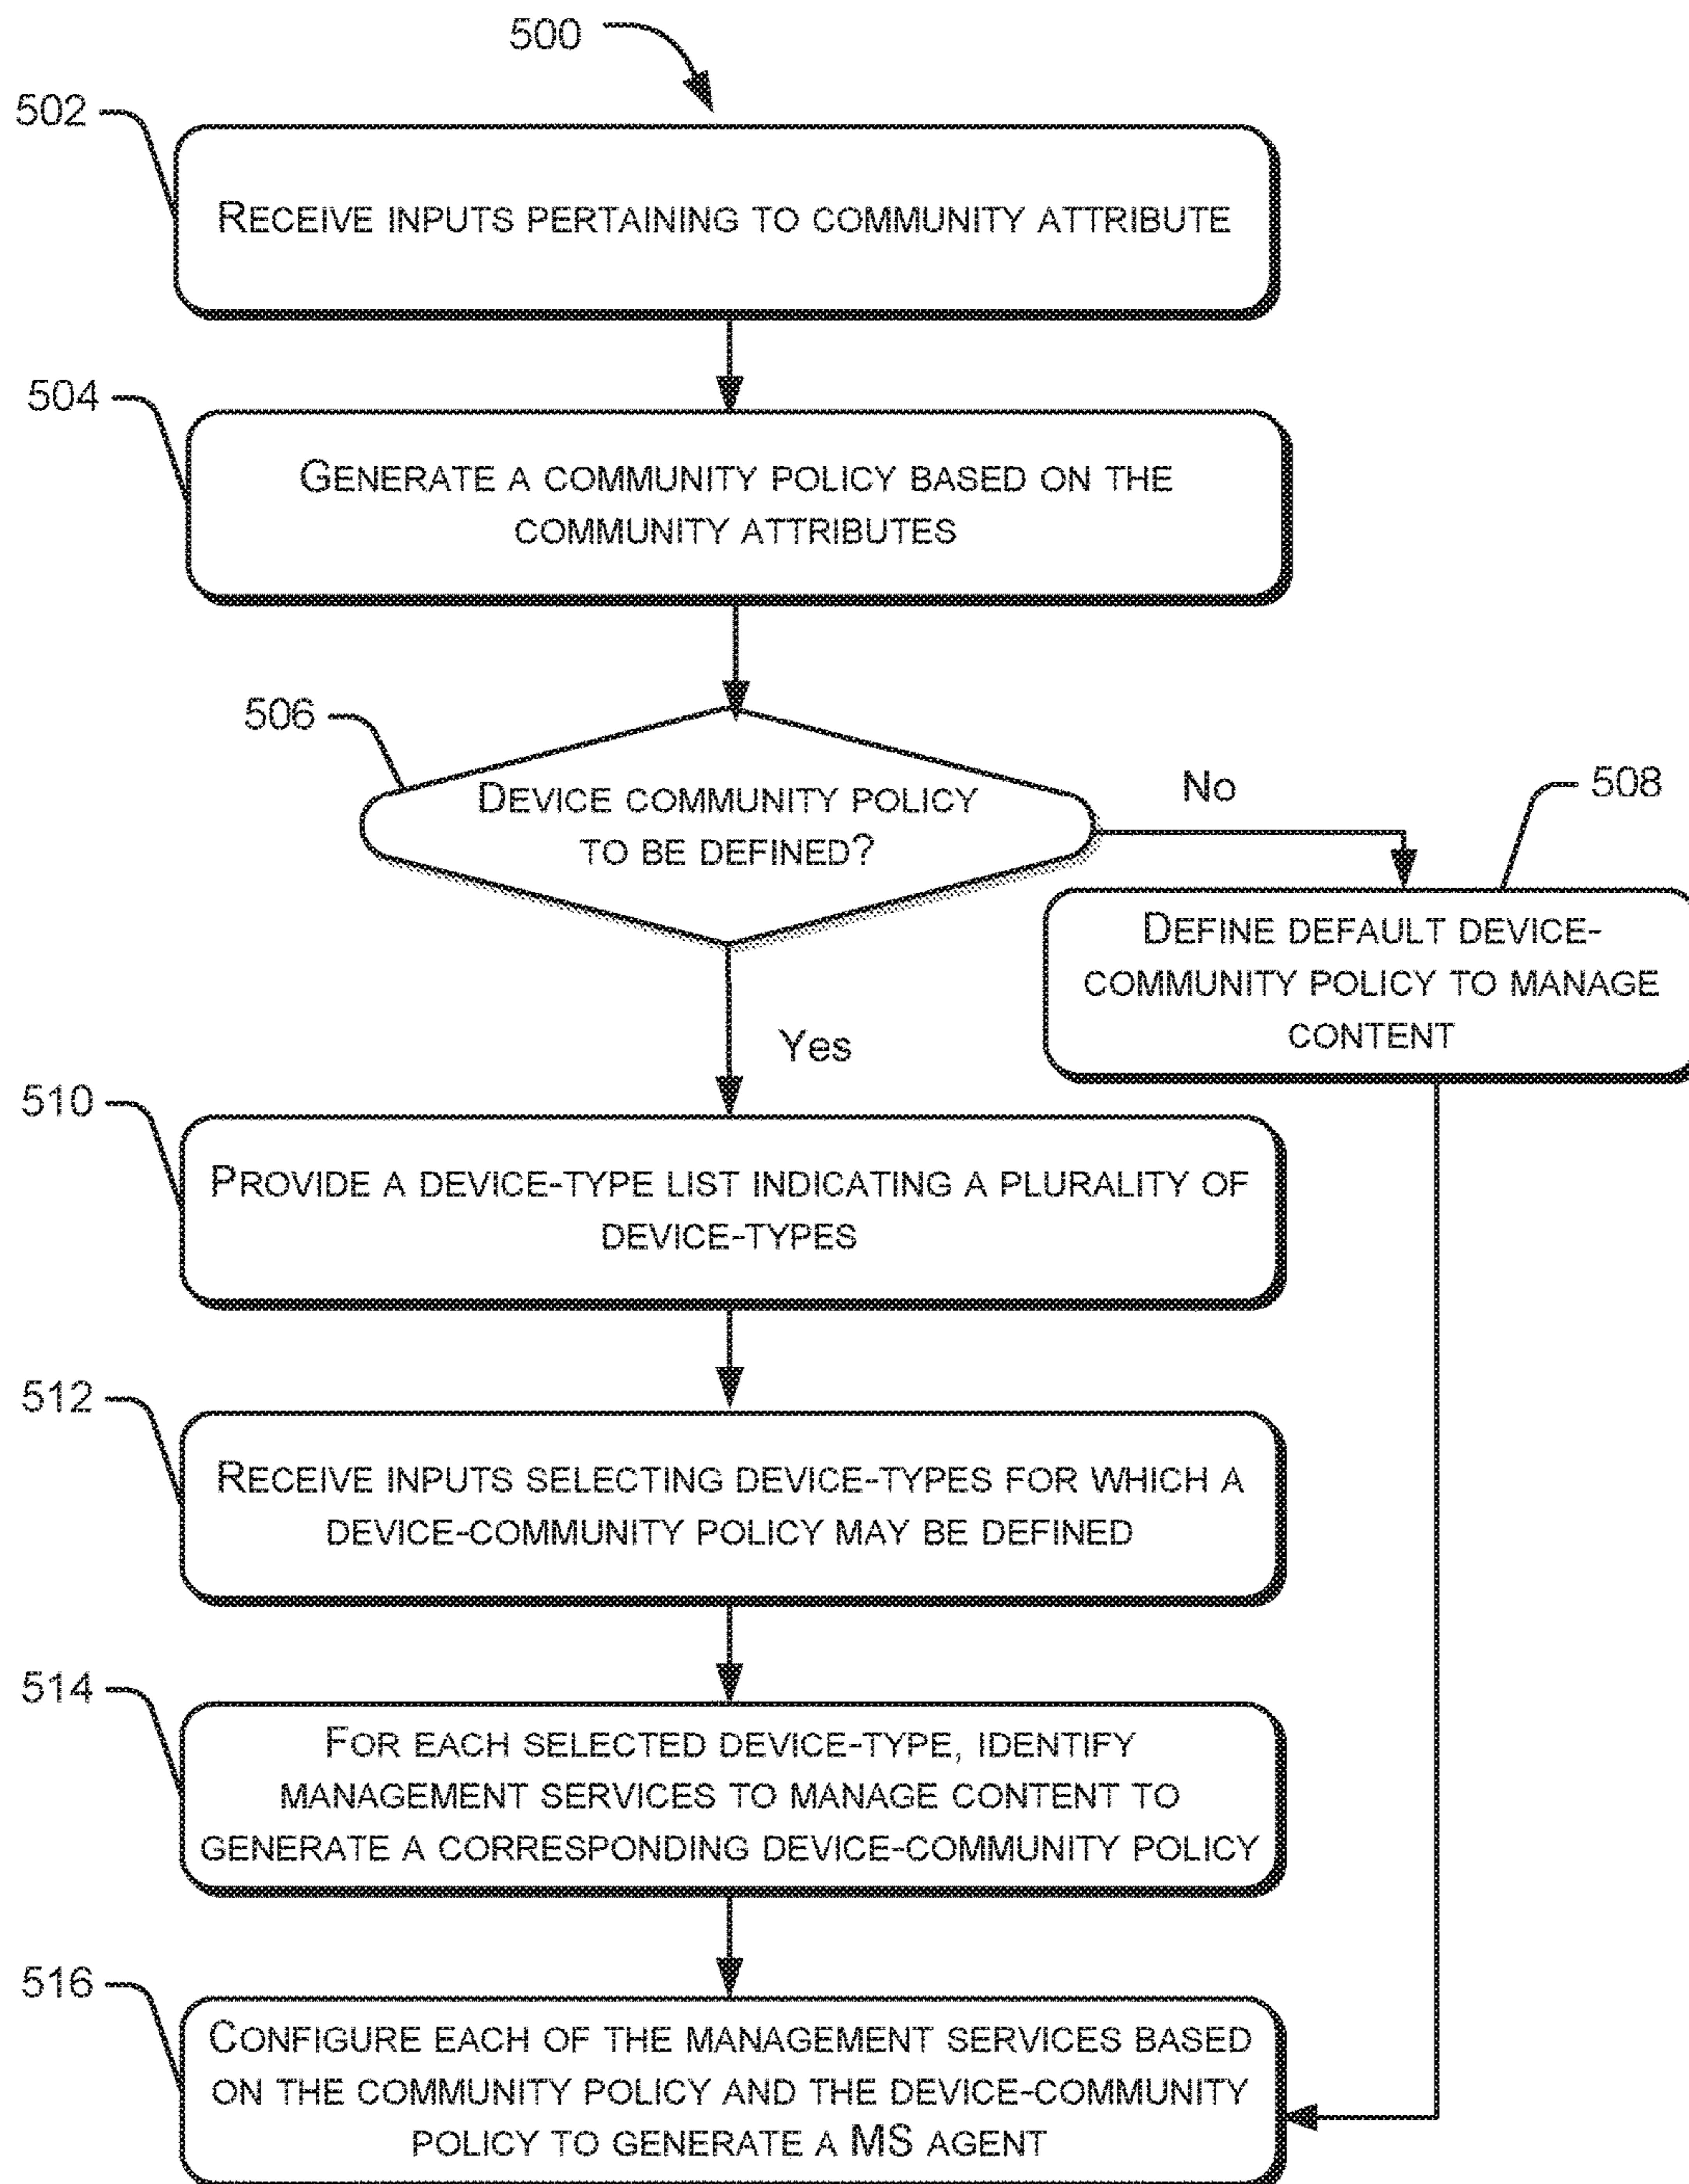 500
502
RECEIVE INPUTS PERTAINING TO COMMUNITY ATTRIBUTE
504
GENERATE A COMMUNITY POLICY BASED ON THE
COMMUNITY ATTRIBUTES
506
DEVICE COMMUNITY POLICY
TO BE DEFINED?
No
508
DEFINE DEFAULT DEVICE-
COMMUNITY POLICY TO MANAGE
CONTENT
Yes
510
PROVIDE A DEVICE-TYPE LIST INDICATING A PLURALITY OF
DEVICE-TYPES
512
RECEIVE INPUTS SELECTING DEVICE-TYPES FOR WHICH A
DEVICE-COMMUNITY POLICY MAY BE DEFINED
514
FOR EACH SELECTED DEVICE-TYPE, IDENTIFY
MANAGEMENT SERVICES TO MANAGE CONTENT TO
GENERATE A CORRESPONDING DEVICE-COMMUNITY POLICY
516
CONFIGURE EACH OF THE MANAGEMENT SERVICES BASED
ON THE COMMUNITY POLICY AND THE DEVICE-COMMUNITY
POLICY TO GENERATE A MS AGENT